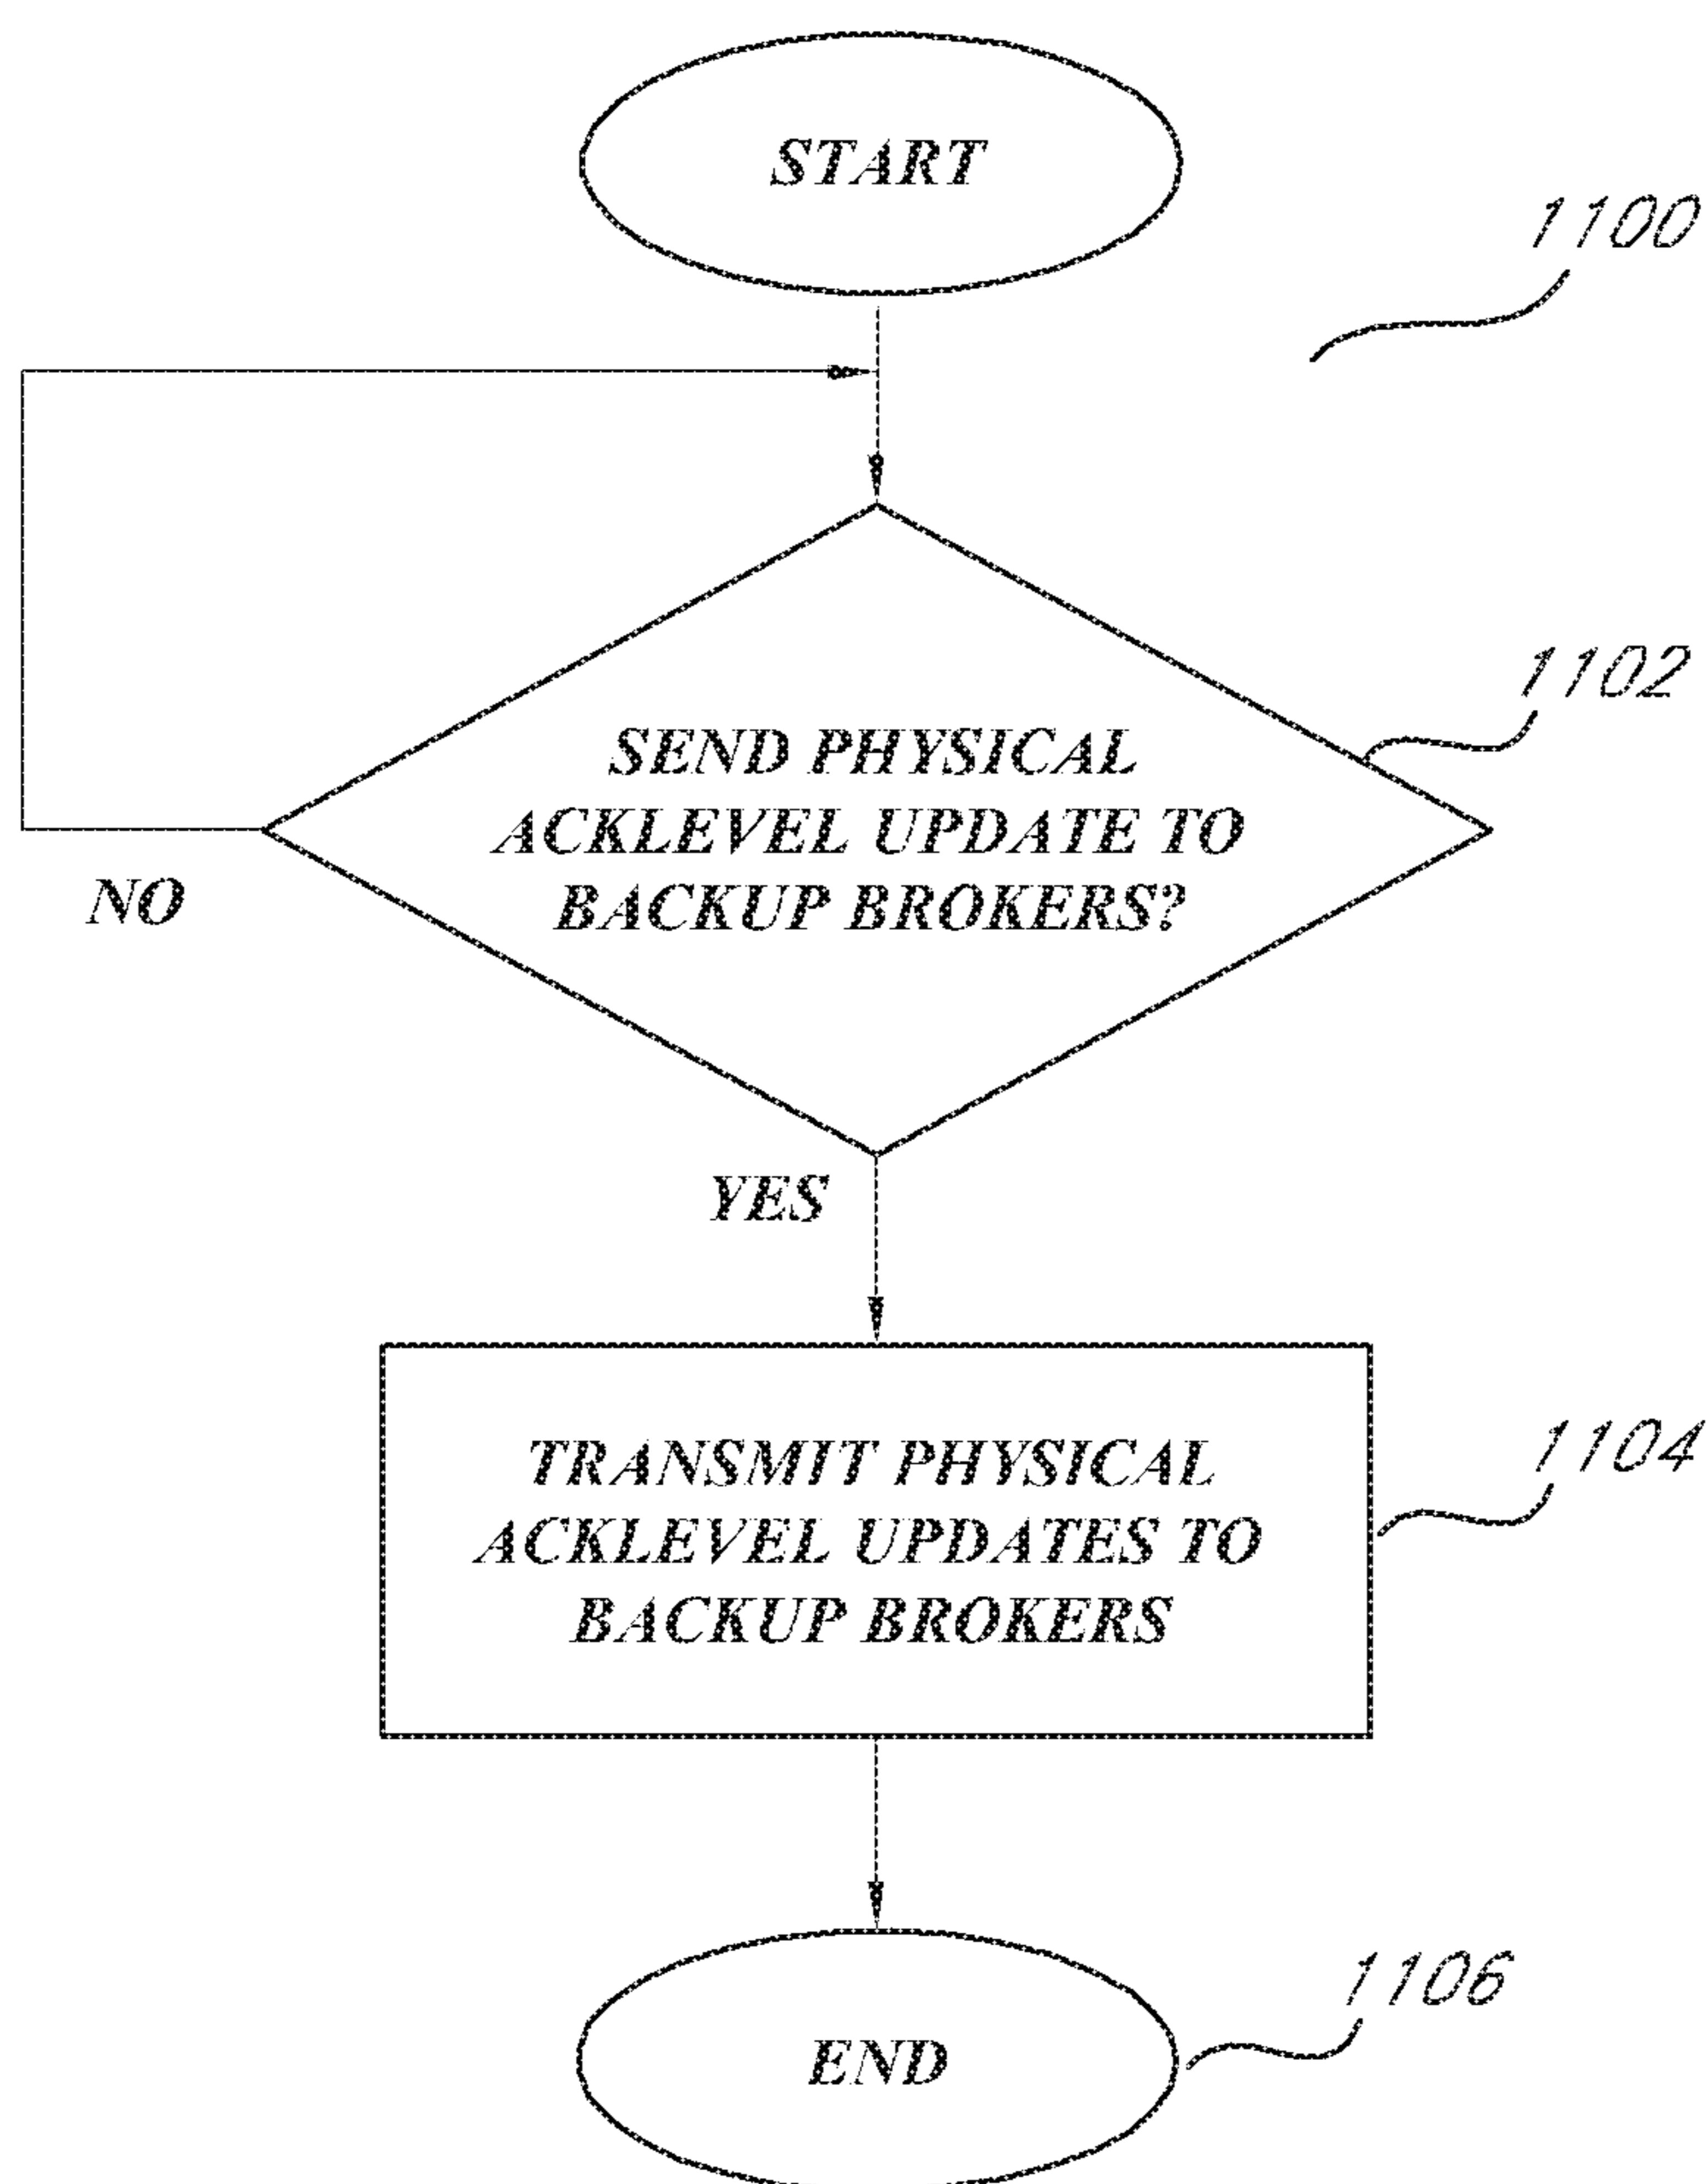 START
1100
1102
SEND PHYSICAL
ACKLEVEL UPDATE TO
BACKUP BROKERS?
NO
YES
1104
TRANSMIT PHYSICAL
ACKLEVEL UPDATES TO
BACKUP BROKERS
1106
END